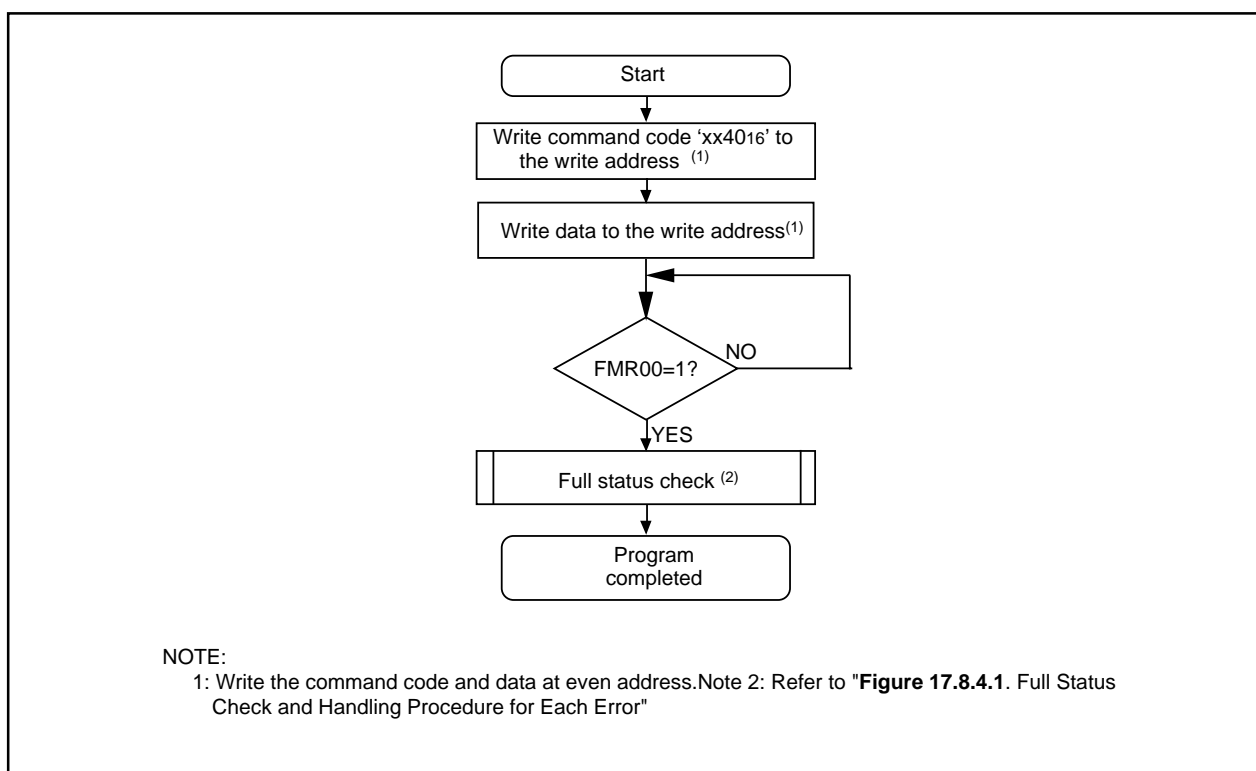 Start
Write command code ‘xx4016’ to
the write address (1)
Write data to the write address(1)
FMR00=1?
NO
YES
Full status check (2)
Program
completed
NOTE:
1: Write the command code and data at even address.Note 2: Refer to "Figure 17.8.4.1. Full Status
Check and Handling Procedure for Each Error"